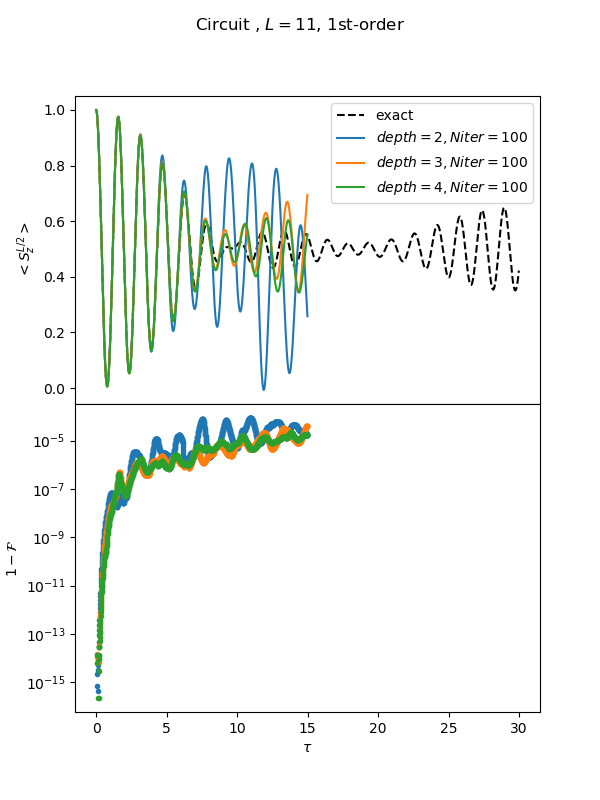 Circuit , L = 11, 1st-order
< S_z^{L/2} >
1.0
0.8
0.6
0.4
0.2
0.0
exact
depth = 2, Niter = 100
depth = 3, Niter = 100
depth = 4, Niter = 100
1 − ℱ
10^{−5}
10^{−7}
10^{−9}
10^{−11}
10^{−13}
10^{−15}
0 5 10 15 20 25 30
τ